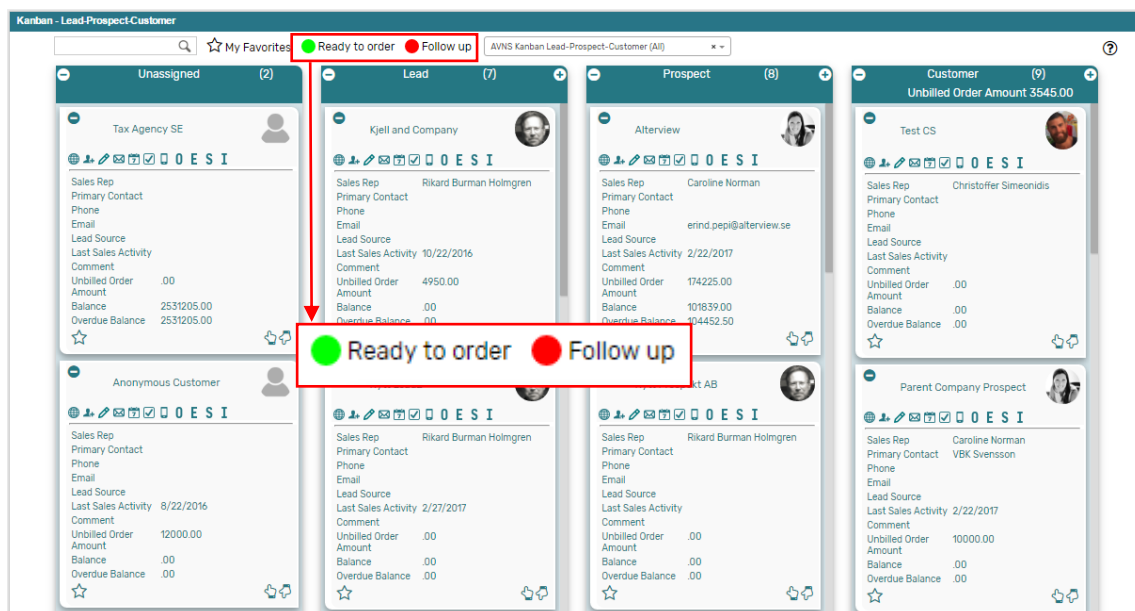 Kanban - Lead-Prospect-Customer
My Favorites Ready to order Follow up AVNS Kanban Lead-Prospect-Customer (All)
Unassigned (2)
Tax Agency SE
O E S I
Sales Rep
Primary Contact
Phone
Email
Lead Source
Last Sales Activity
Comment
Unbilled Order Amount .00
Balance 2531205.00
Overdue Balance 2531205.00
Anonymous Customer
O E S I
Sales Rep
Primary Contact
Phone
Email
Lead Source
Last Sales Activity 8/22/2016
Comment
Unbilled Order Amount 12000.00
Balance .00
Overdue Balance .00
Lead (7)
Kjell and Company
O E S I
Sales Rep Rikard Burman Holmgren
Primary Contact
Phone
Email
Lead Source
Last Sales Activity 10/22/2016
Comment
Unbilled Order Amount 4950.00
Balance .00
Overdue Balance .00
Ready to order Follow up
O E S I
Sales Rep Rikard Burman Holmgren
Primary Contact
Phone
Email
Lead Source
Last Sales Activity 2/27/2017
Comment
Unbilled Order Amount .00
Balance .00
Overdue Balance .00
Prospect (8)
Alterview
O E S I
Sales Rep Caroline Norman
Primary Contact
Phone
Email erind.pepi@alterview.se
Lead Source
Last Sales Activity 2/22/2017
Comment
Unbilled Order Amount 174225.00
Balance 101839.00
Overdue Balance 104452.50
AB
O E S I
Sales Rep Rikard Burman Holmgren
Primary Contact
Phone
Email
Lead Source
Last Sales Activity
Comment
Unbilled Order Amount .00
Balance .00
Overdue Balance .00
Customer (9)
Unbilled Order Amount 3545.00
Test CS
O E S I
Sales Rep Christoffer Simeonidis
Primary Contact
Phone
Email
Lead Source
Last Sales Activity
Comment
Unbilled Order Amount .00
Balance .00
Overdue Balance .00
Parent Company Prospect
O E S I
Sales Rep Caroline Norman
Primary Contact VBK Svensson
Phone
Email
Lead Source
Last Sales Activity 2/22/2017
Comment
Unbilled Order Amount 10000.00
Balance .00
Overdue Balance .00